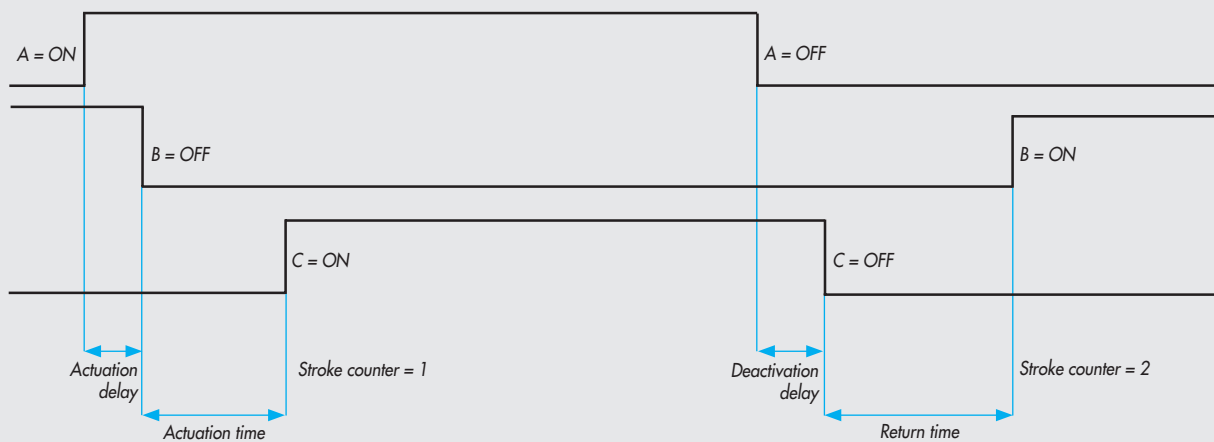 A = ON
A = OFF
B = OFF
B = ON
C = ON
C = OFF
Actuation
delay
Stroke counter = 1
Deactivation
delay
Stroke counter = 2
Actuation time
Return time